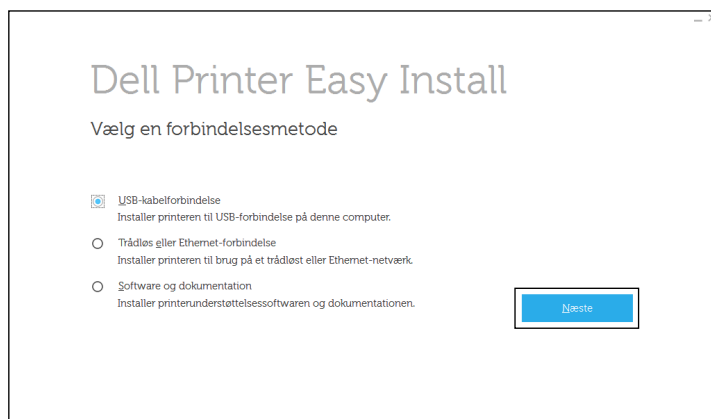 Dell Printer Easy Install
Vælg en forbindelsesmetode
USB-kabelforbindelse
Installer printeren til USB-forbindelse på denne computer.
Trådløs eller Ethernet-forbindelse
Installer printeren til brug på et trådløst eller Ethernet-netværk.
Software og dokumentation
Installer printerunderstøttelsessoftwaren og dokumentationen.
Næste